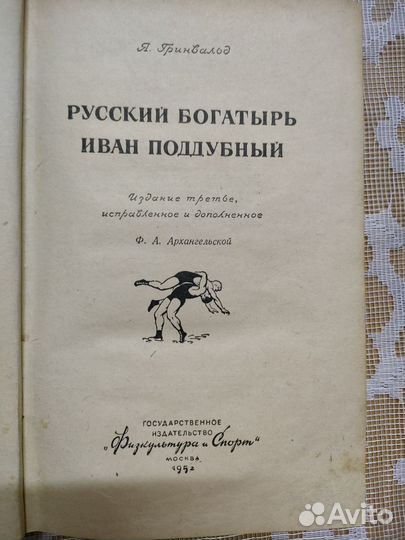 Я. Гринвальд
РУССКИЙ БОГАТЫРЬ
ИВАН ПОДДУБНЫЙ
Издание третье,
исправленное и дополненное
Ф. А. Архангельской
ГОСУДАРСТВЕННОЕ
ИЗДАТЕЛЬСТВО
„Физкультура и Спорт“
МОСКВА
1952
Avito